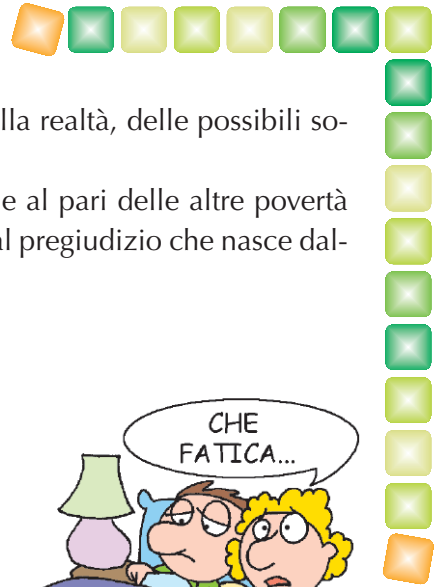 lla realtà, delle possibili so-
e al pari delle altre povertà
al pregiudizio che nasce dal-
CHE
FATICA...